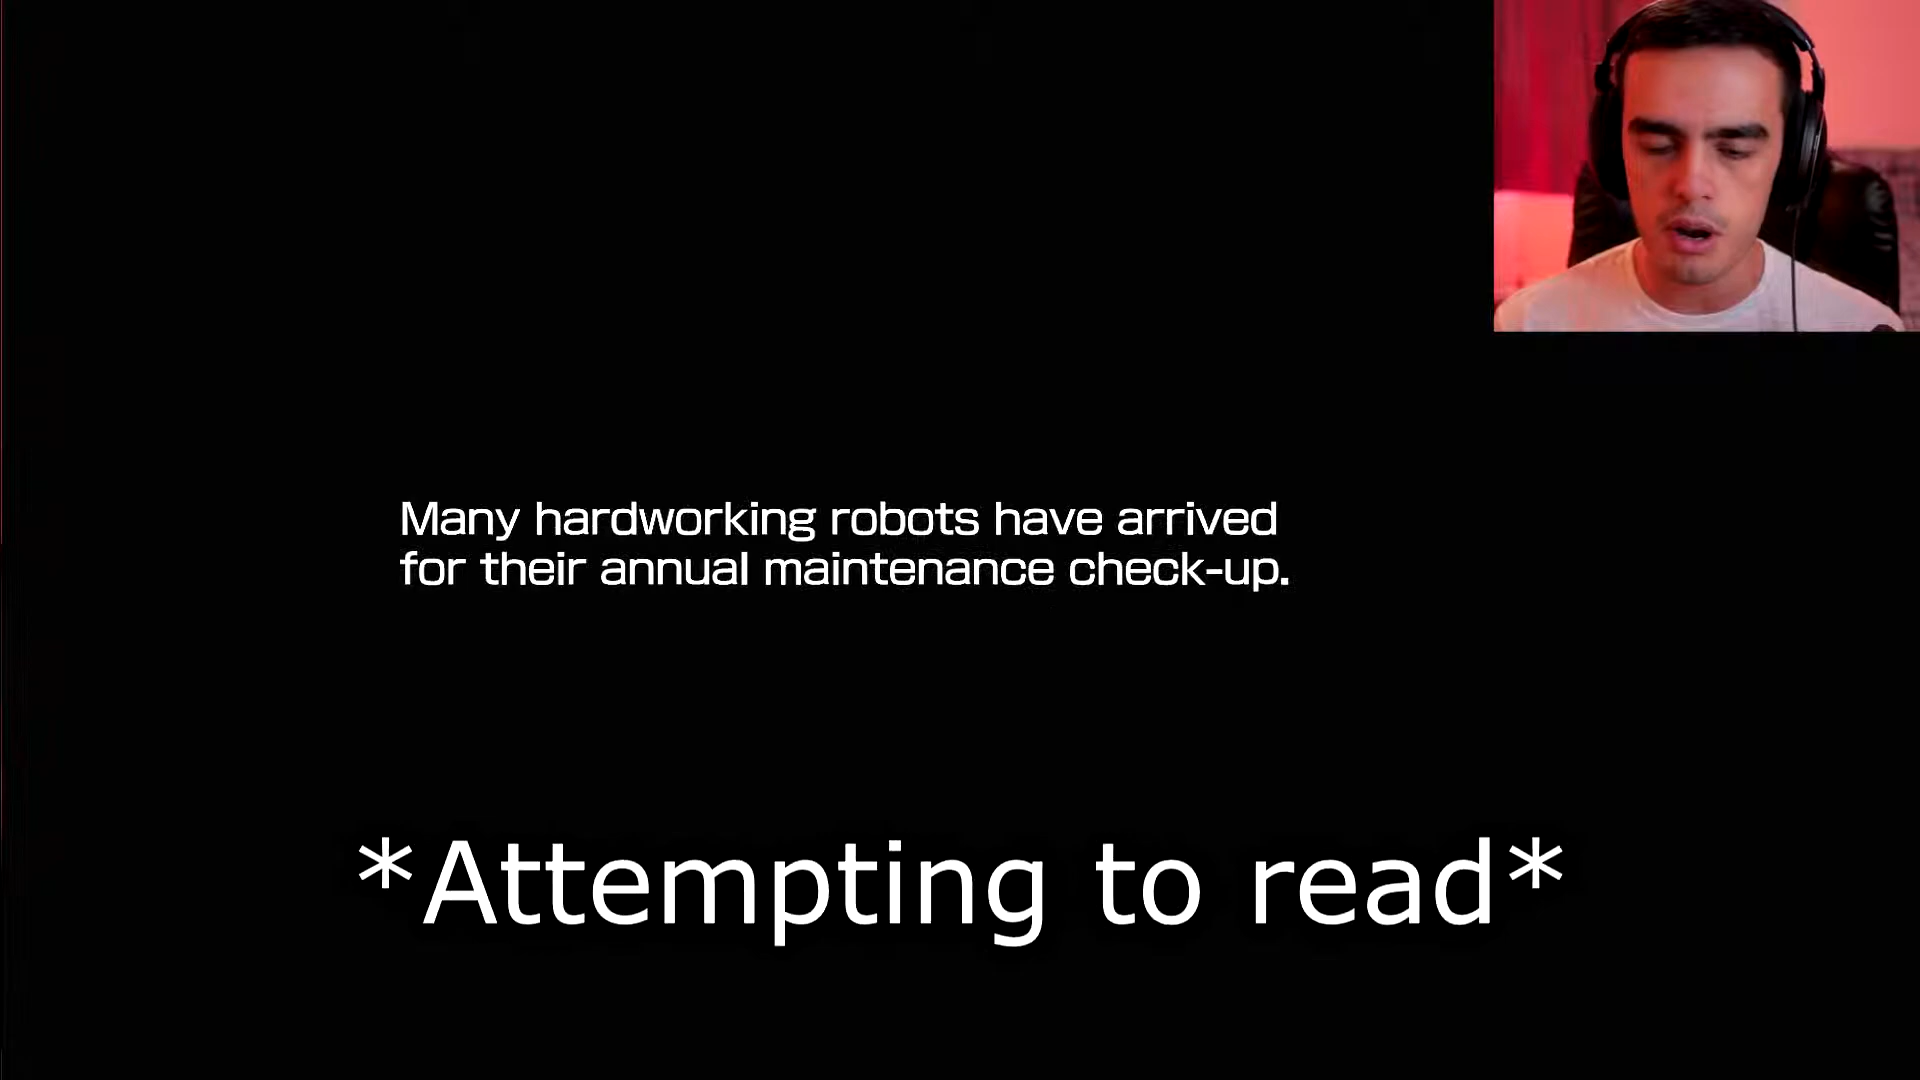 Many hardworking robots have arrived
for their annual maintenance check-up.
*Attempting to read*